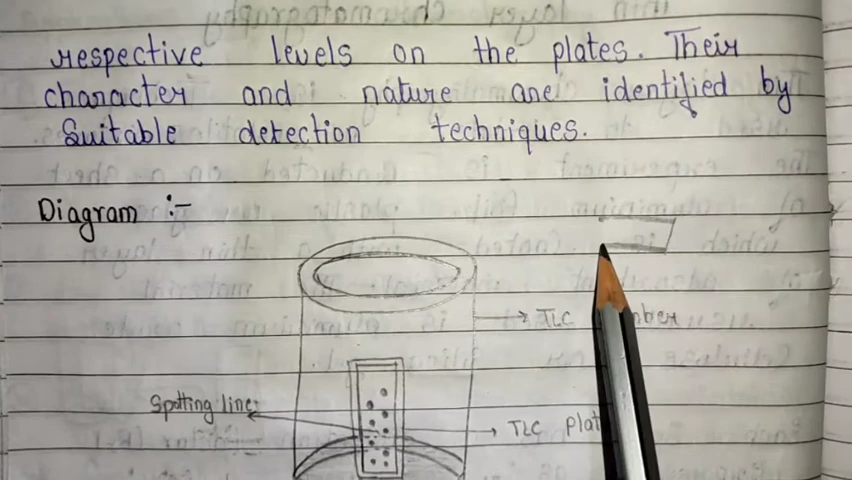 respective levels on the plates. Their
character and nature are identified by
Suitable detection techniques.
Diagram :-
TLC
Spotting line
TLC